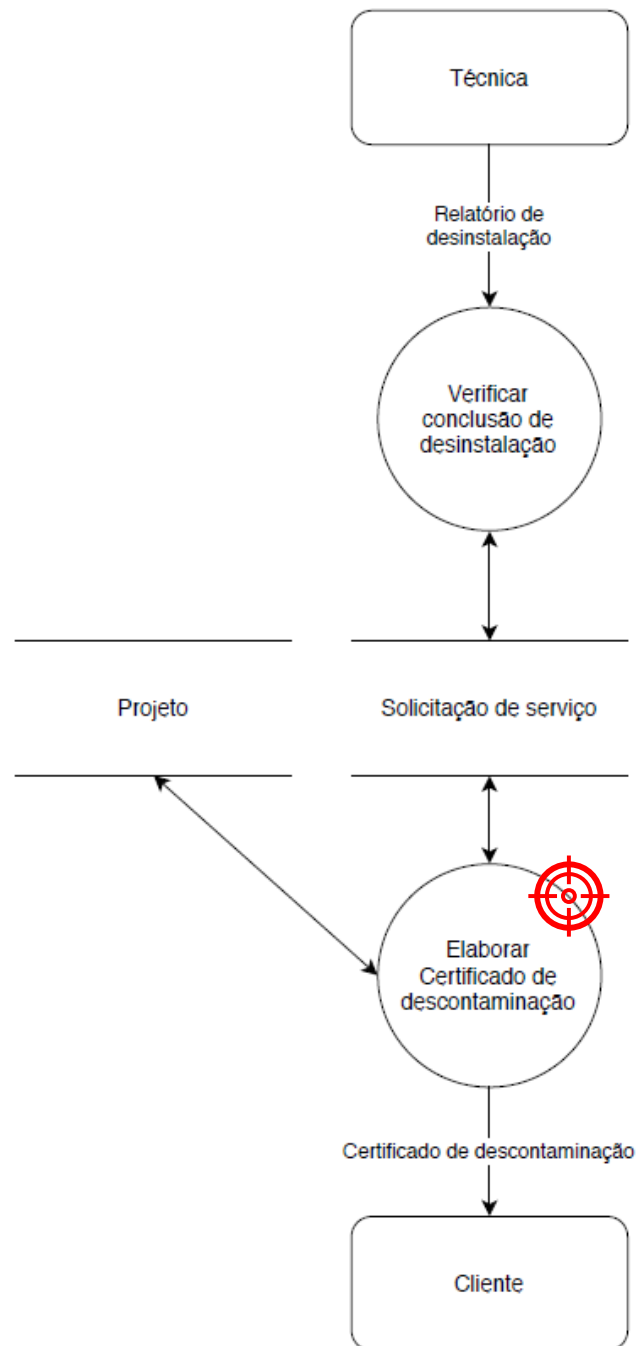 Técnica
Relatório de
desinstalação
Verificar
conclusão de
desinstalação
Projeto
Solicitação de serviço
Elaborar
Certificado de
descontaminação
Certificado de descontaminação
Cliente